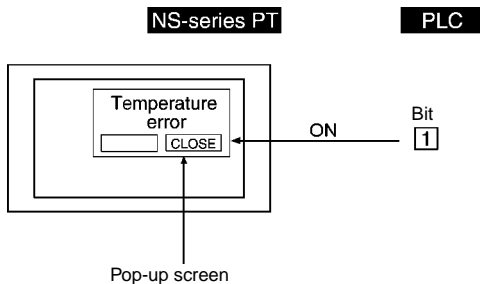 NS-series PT
PLC
Temperature
error
CLOSE
ON
Bit
1
Pop-up screen